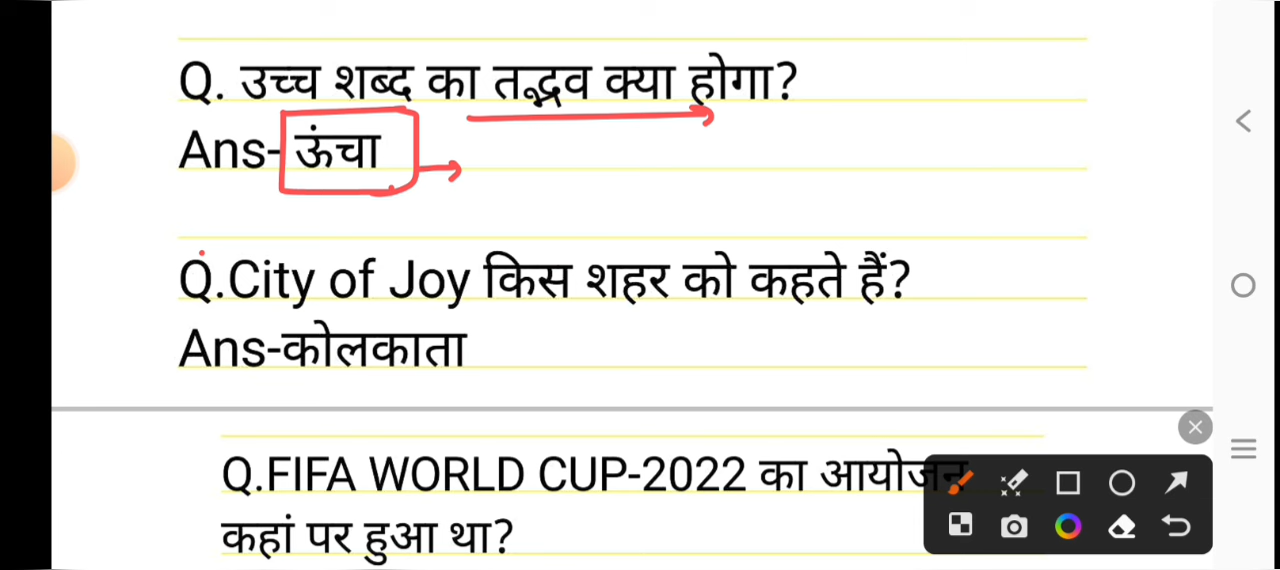 Q. उच्च शब्द का तद्भव क्या होगा?
Ans- ऊंचा
Q.City of Joy किस शहर को कहते हैं?
Ans-कोलकाता
Q.FIFA WORLD CUP-2022 का आयोजन
कहां पर हुआ था?